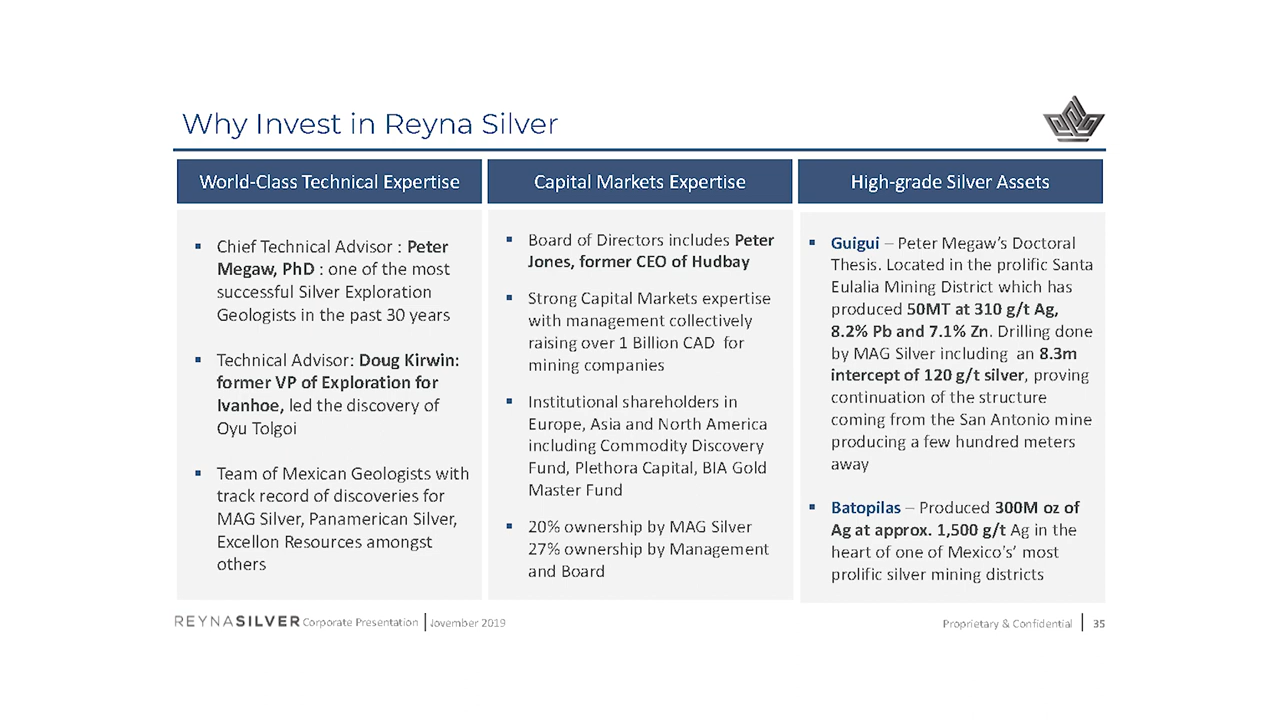 Why Invest in Reyna Silver
World-Class Technical Expertise
▪ Chief Technical Advisor : Peter
Megaw, PhD : one of the most
successful Silver Exploration
Geologists in the past 30 years
▪ Technical Advisor: Doug Kirwin:
former VP of Exploration for
Ivanhoe, led the discovery of
Oyu Tolgoi
▪ Team of Mexican Geologists with
track record of discoveries for
MAG Silver, Panamerican Silver,
Excellon Resources amongst
others
Capital Markets Expertise
▪ Board of Directors includes Peter
Jones, former CEO of Hudbay
▪ Strong Capital Markets expertise
with management collectively
raising over 1 Billion CAD for
mining companies
▪ Institutional shareholders in
Europe, Asia and North America
including Commodity Discovery
Fund, Plethora Capital, BIA Gold
Master Fund
▪ 20% ownership by MAG Silver
27% ownership by Management
and Board
High-grade Silver Assets
▪ Guigui – Peter Megaw’s Doctoral
Thesis. Located in the prolific Santa
Eulalia Mining District which has
produced 50MT at 310 g/t Ag,
8.2% Pb and 7.1% Zn. Drilling done
by MAG Silver including an 8.3m
intercept of 120 g/t silver, proving
continuation of the structure
coming from the San Antonio mine
producing a few hundred meters
away
▪ Batopilas – Produced 300M oz of
Ag at approx. 1,500 g/t Ag in the
heart of one of Mexico’s’ most
prolific silver mining districts
REYNASILVER Corporate Presentation | November 2019
Proprietary & Confidential | 35